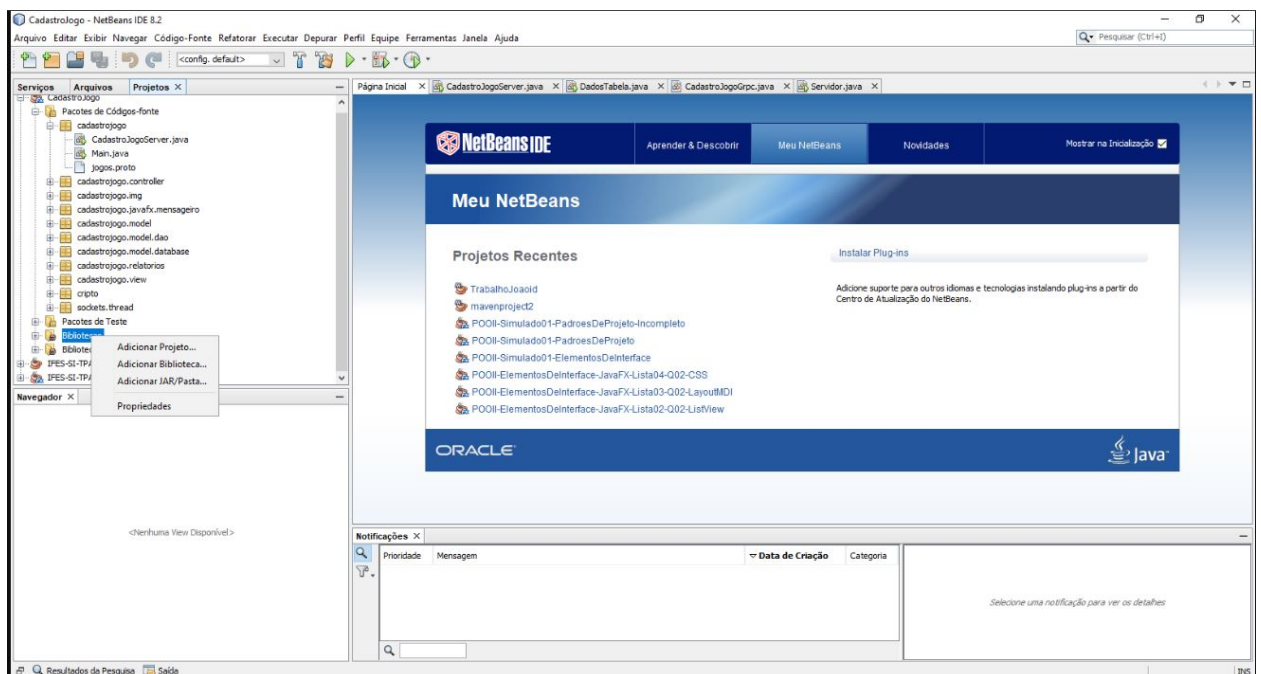 CadastroJogo - NetBeans IDE 8.2
Arquivo Editar Exibir Navegar Código-Fonte Refatorar Executar Depurar Perfil Equipe Ferramentas Janela Ajuda
Pesquisar (Ctrl+I)
<config. default>
Serviços Arquivos Projetos
CadastroJogo
Pacotes de Códigos-fonte
cadastrojogo
CadastroJogoServer.java
Main.java
jogos.proto
cadastrojogo.controller
cadastrojogo.img
cadastrojogo.javafx.mensageiro
cadastrojogo.model
cadastrojogo.model.dao
cadastrojogo.model.database
cadastrojogo.relatorios
cadastrojogo.view
cripto
sockets.thread
Pacotes de Teste
Bibliotecas
Bibliotec
IFES-SI-TPA
IFES-SI-TPA
Adicionar Projeto...
Adicionar Biblioteca...
Adicionar JAR/Pasta...
Propriedades
Navegador
<Nenhuma View Disponível>
Página Inicial CadastroJogoServer.java DadosTabela.java CadastroJogoGrpc.java Servidor.java
NetBeans IDE Aprender & Descobrir Meu NetBeans Novidades Mostrar na Inicialização
Meu NetBeans
Projetos Recentes
TrabalhoJoaoid
mavenproject2
POOII-Simulado01-PadroesDeProjeto-Incompleto
POOII-Simulado01-PadroesDeProjeto
POOII-Simulado01-ElementosDeInterface
POOII-ElementosDeInterface-JavaFX-Lista04-Q02-CSS
POOII-ElementosDeInterface-JavaFX-Lista03-Q02-LayoutMDI
POOII-ElementosDeInterface-JavaFX-Lista02-Q02-ListView
Instalar Plug-ins
Adicione suporte para outros idiomas e tecnologias instalando plug-ins a partir do
Centro de Atualização do NetBeans.
ORACLE Java
Notificações
Prioridade Mensagem Data de Criação Categoria
Selecione uma notificação para ver os detalhes
Resultados da Pesquisa Saída
INS